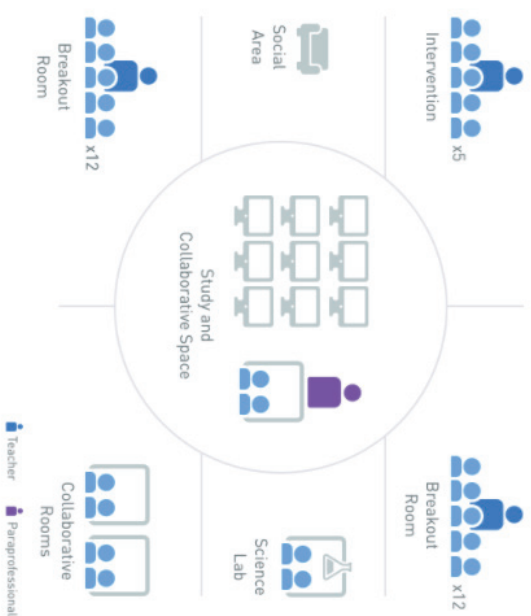 x5
Intervention
x12
Breakout
Room
Social
Area
Study and
Collaborative Space
Science
Lab
x12
Breakout
Room
Collaborative
Rooms
Teacher
Paraprofessional